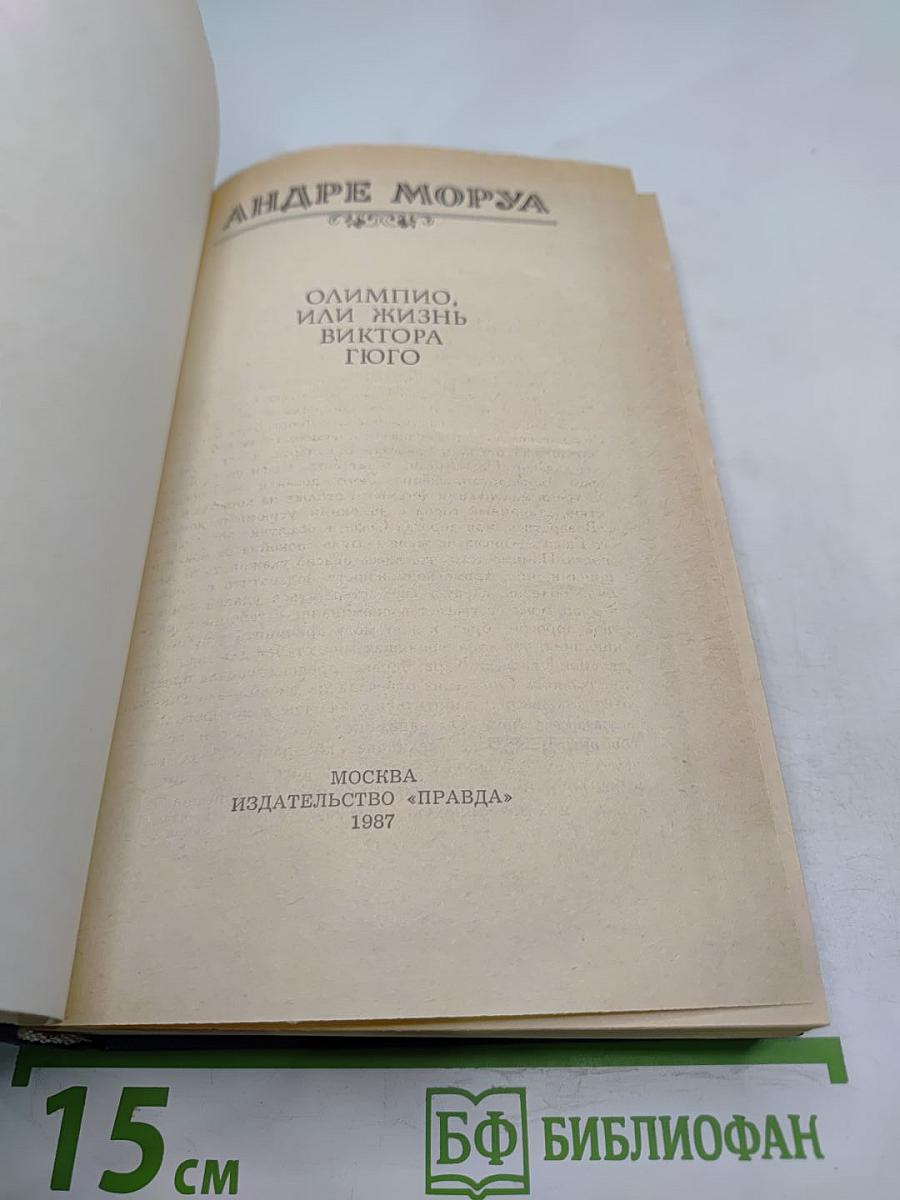 АНДРЕ МОРУА
ОЛИМПИО,
ИЛИ ЖИЗНЬ
ВИКТОРА
ГЮГО
МОСКВА
ИЗДАТЕЛЬСТВО «ПРАВДА»
1987
15 см
БФ БИБЛИОФАН